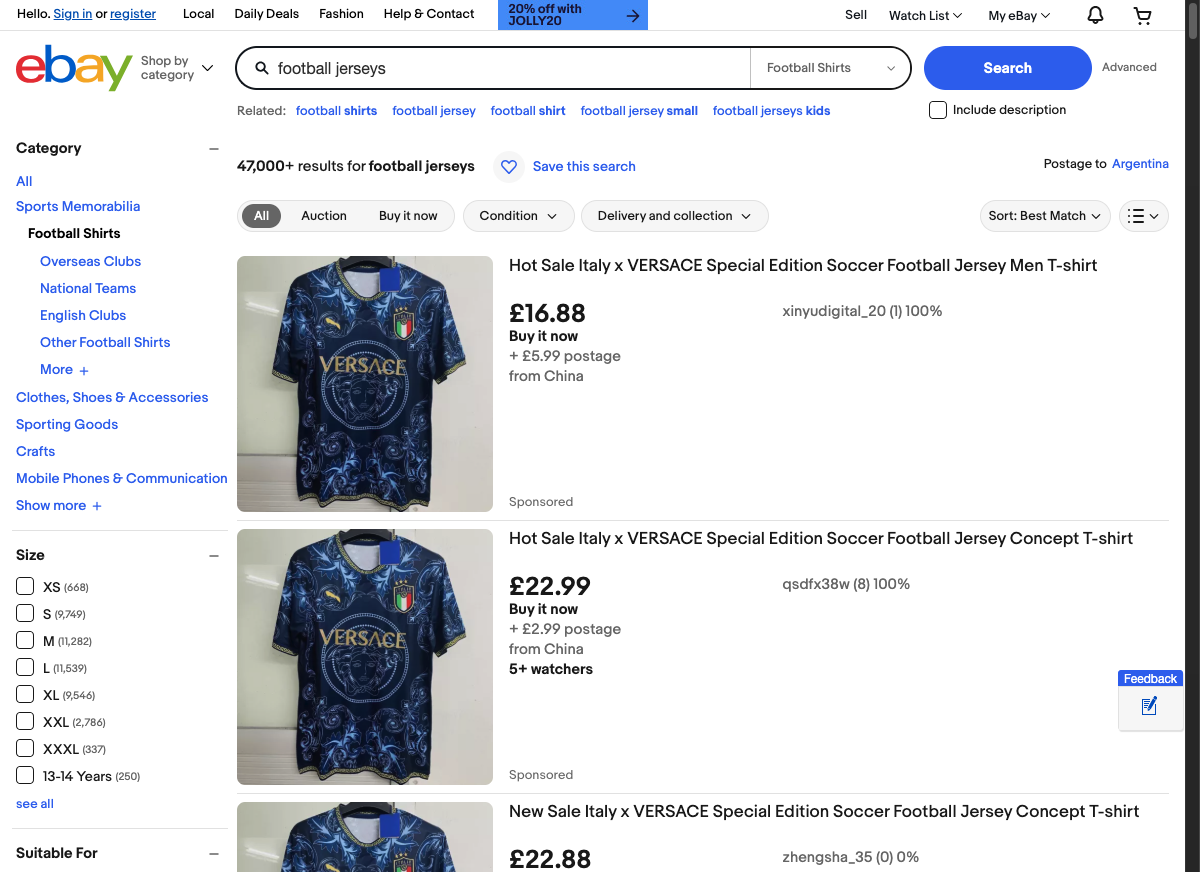 Hello. Sign in or register
Local
Daily Deals
Fashion
Help & Contact
20% off with
JOLLY20
Sell
Watch List
My eBay
ebay
Shop by
category
football jerseys
Football Shirts
Search
Advanced
Related: football shirts football jersey football shirt football jersey small football jerseys kids
Include description
Category
All
Sports Memorabilia
Football Shirts
Overseas Clubs
National Teams
English Clubs
Other Football Shirts
More
Clothes, Shoes & Accessories
Sporting Goods
Crafts
Mobile Phones & Communication
Show more
Size
XS (668)
S (9,749)
M (11,282)
L (11,539)
XL (9,546)
XXL (2,786)
XXXL (337)
13-14 Years (250)
see all
Suitable For
47,000+ results for football jerseys
Save this search
Postage to Argentina
All
Auction
Buy it now
Condition
Delivery and collection
Sort: Best Match
VERSACE
Hot Sale Italy x VERSACE Special Edition Soccer Football Jersey Men T-shirt
£16.88
Buy it now
+ £5.99 postage
from China
xinyudigital_20 (1) 100%
Sponsored
VERSACE
Hot Sale Italy x VERSACE Special Edition Soccer Football Jersey Concept T-shirt
£22.99
Buy it now
+ £2.99 postage
from China
5+ watchers
qsdfx38w (8) 100%
Sponsored
New Sale Italy x VERSACE Special Edition Soccer Football Jersey Concept T-shirt
£22.88
zhengsha_35 (0) 0%
Feedback